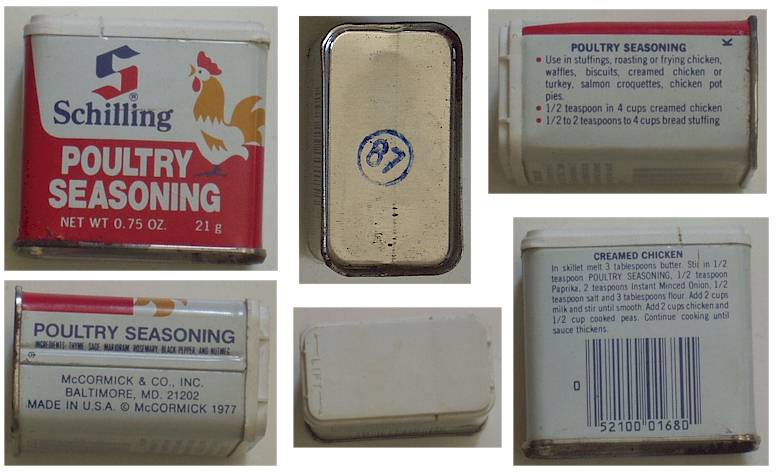 S
®
Schilling
POULTRY
SEASONING
NET WT 0.75 OZ. 21 g
87
K
POULTRY SEASONING
• Use in stuffings, roasting or frying chicken,
waffles, biscuits, creamed chicken or
turkey, salmon croquettes, chicken pot
pies.
• 1/2 teaspoon in 4 cups creamed chicken
• 1/2 to 2 teaspoons to 4 cups bread stuffing
POULTRY SEASONING
INGREDIENTS: THYME, SAGE, MARJORAM, ROSEMARY, BLACK PEPPER, AND NUTMEG
McCORMICK & CO., INC.
BALTIMORE, MD. 21202
MADE IN U.S.A. © McCORMICK 1977
LIFT
CREAMED CHICKEN
In skillet melt 3 tablespoons butter. Stir in 1/2
teaspoon POULTRY SEASONING, 1/2 teaspoon
Paprika, 2 teaspoons Instant Minced Onion, 1/2
teaspoon salt and 3 tablespoons flour. Add 2 cups
milk and stir until smooth. Add 2 cups chicken and
1/2 cup cooked peas. Continue cooking until
sauce thickens.
0
52100 01680